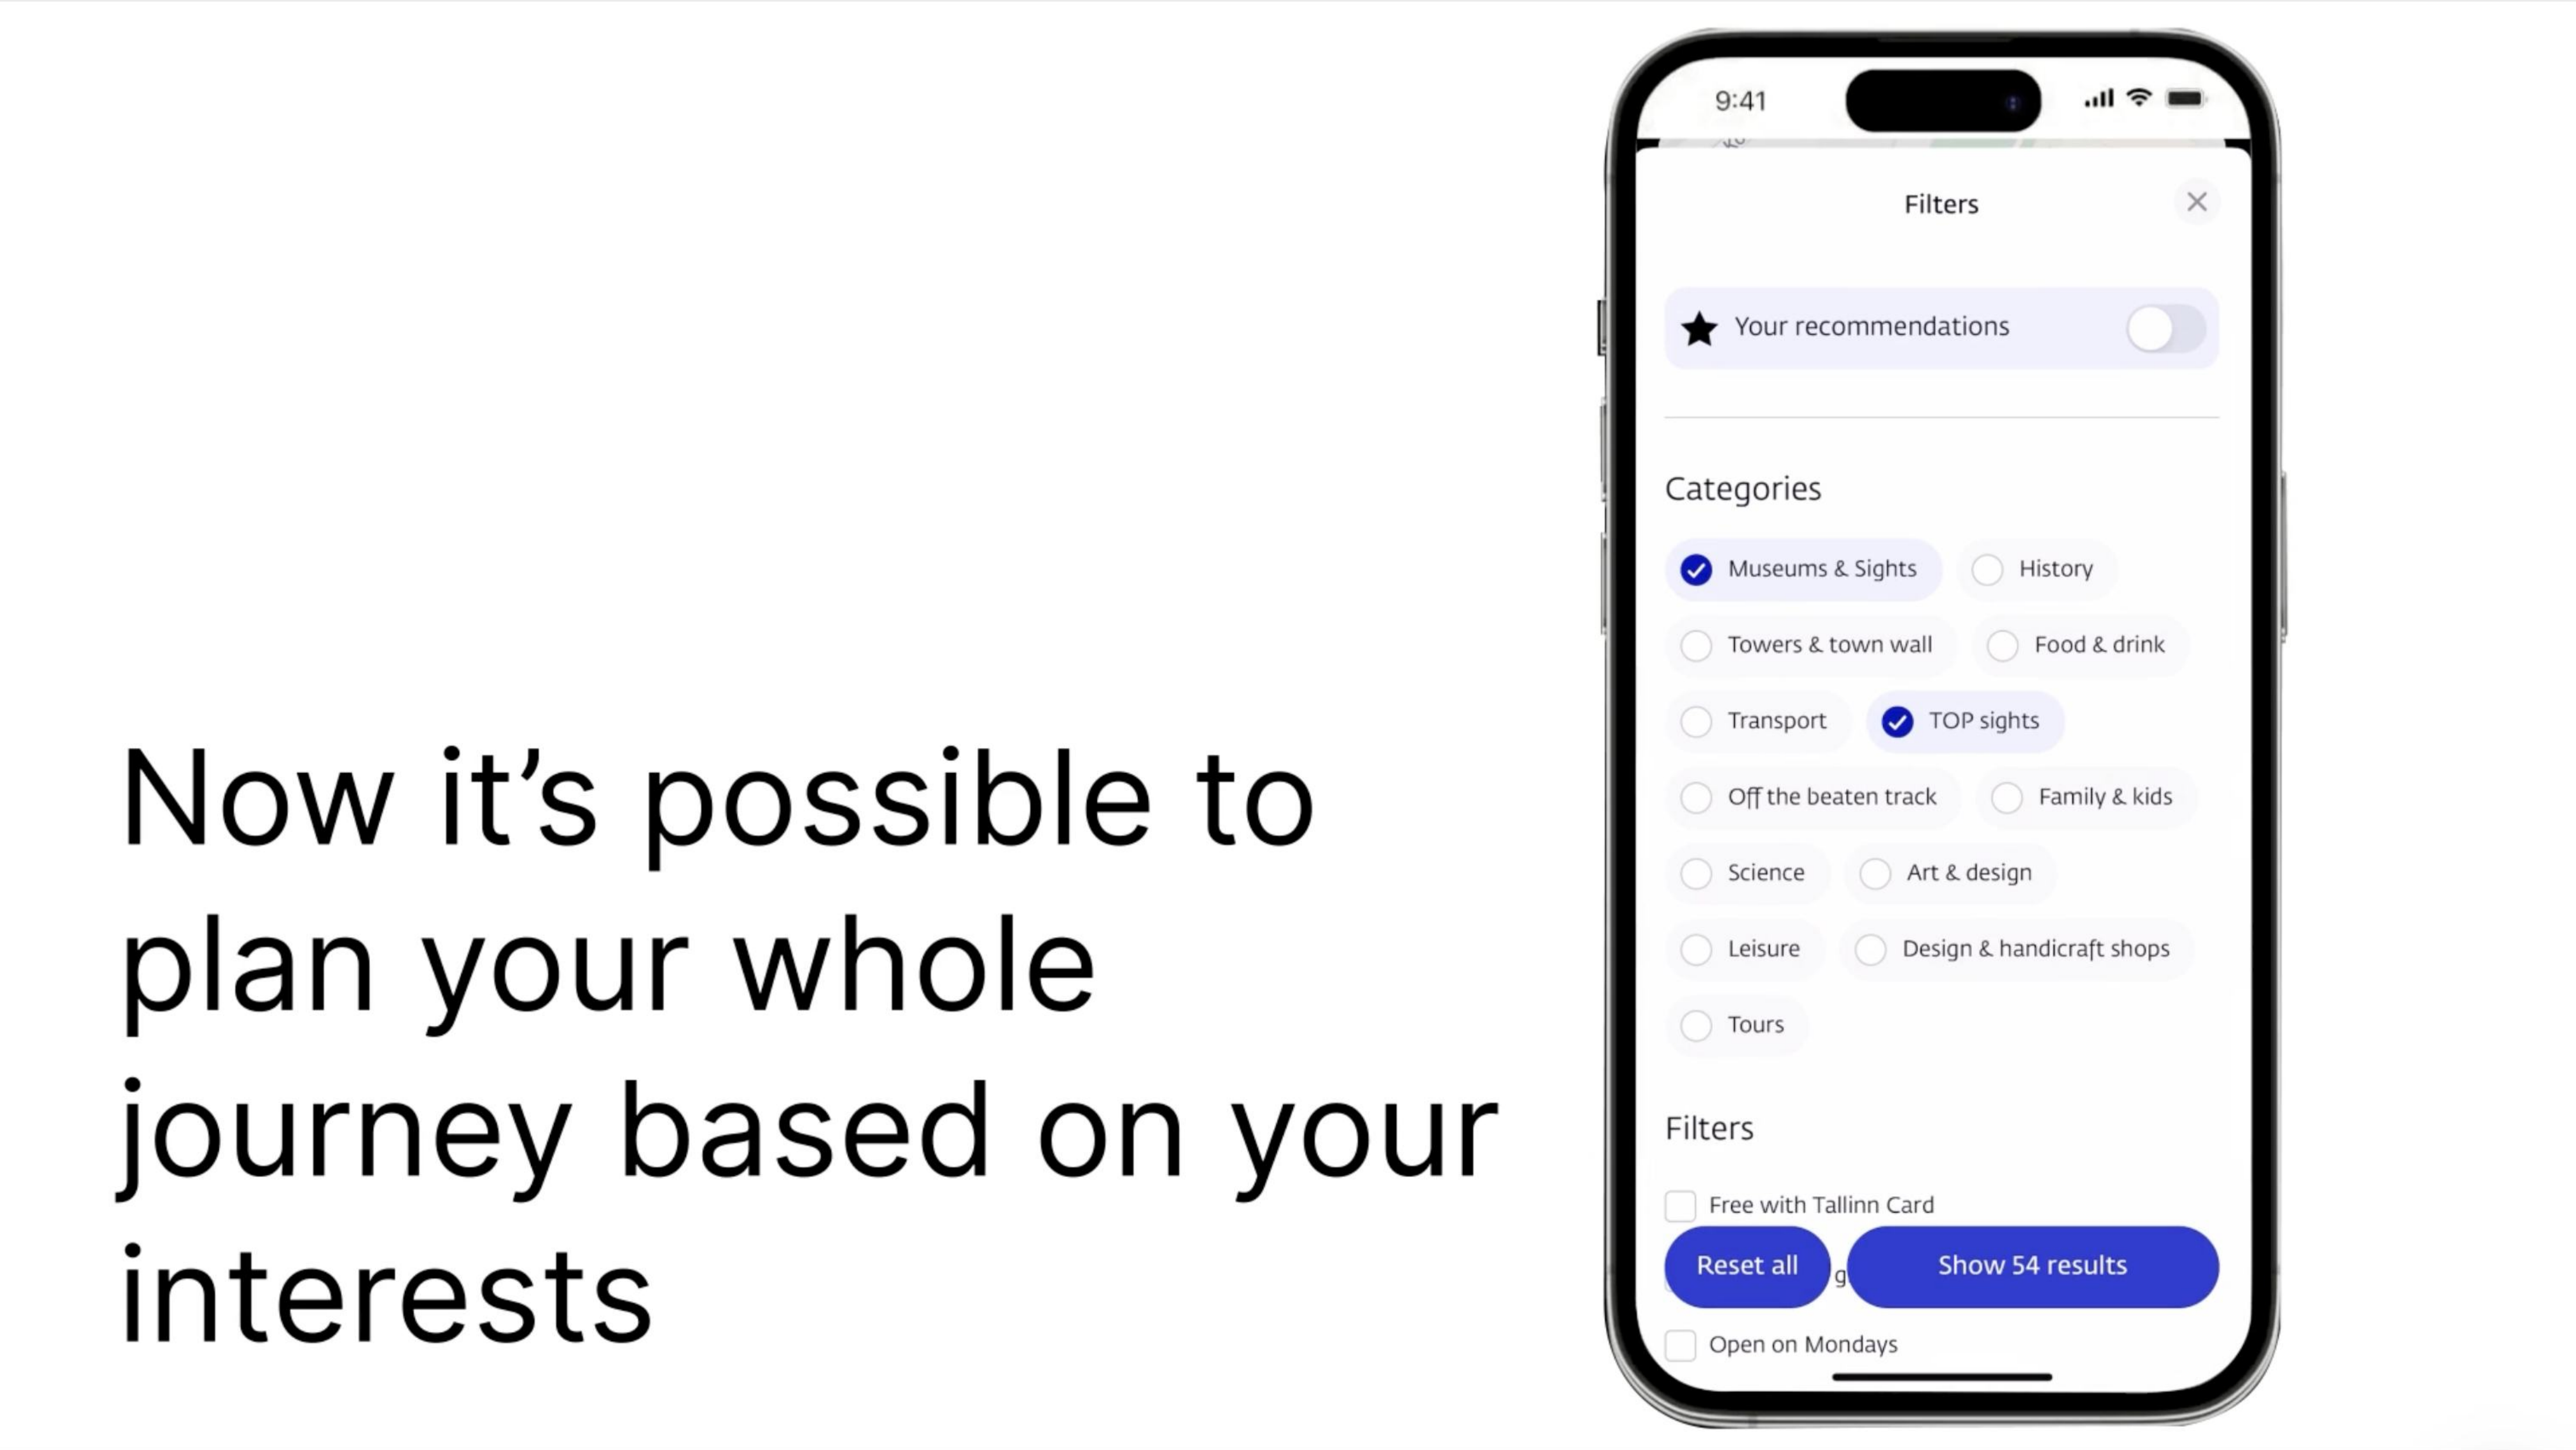 Now it’s possible to
plan your whole
journey based on your
interests
9:41
Filters
Your recommendations
Categories
Museums & Sights
History
Towers & town wall
Food & drink
Transport
TOP sights
Off the beaten track
Family & kids
Science
Art & design
Leisure
Design & handicraft shops
Tours
Filters
Free with Tallinn Card
Reset all
Show 54 results
Open on Mondays